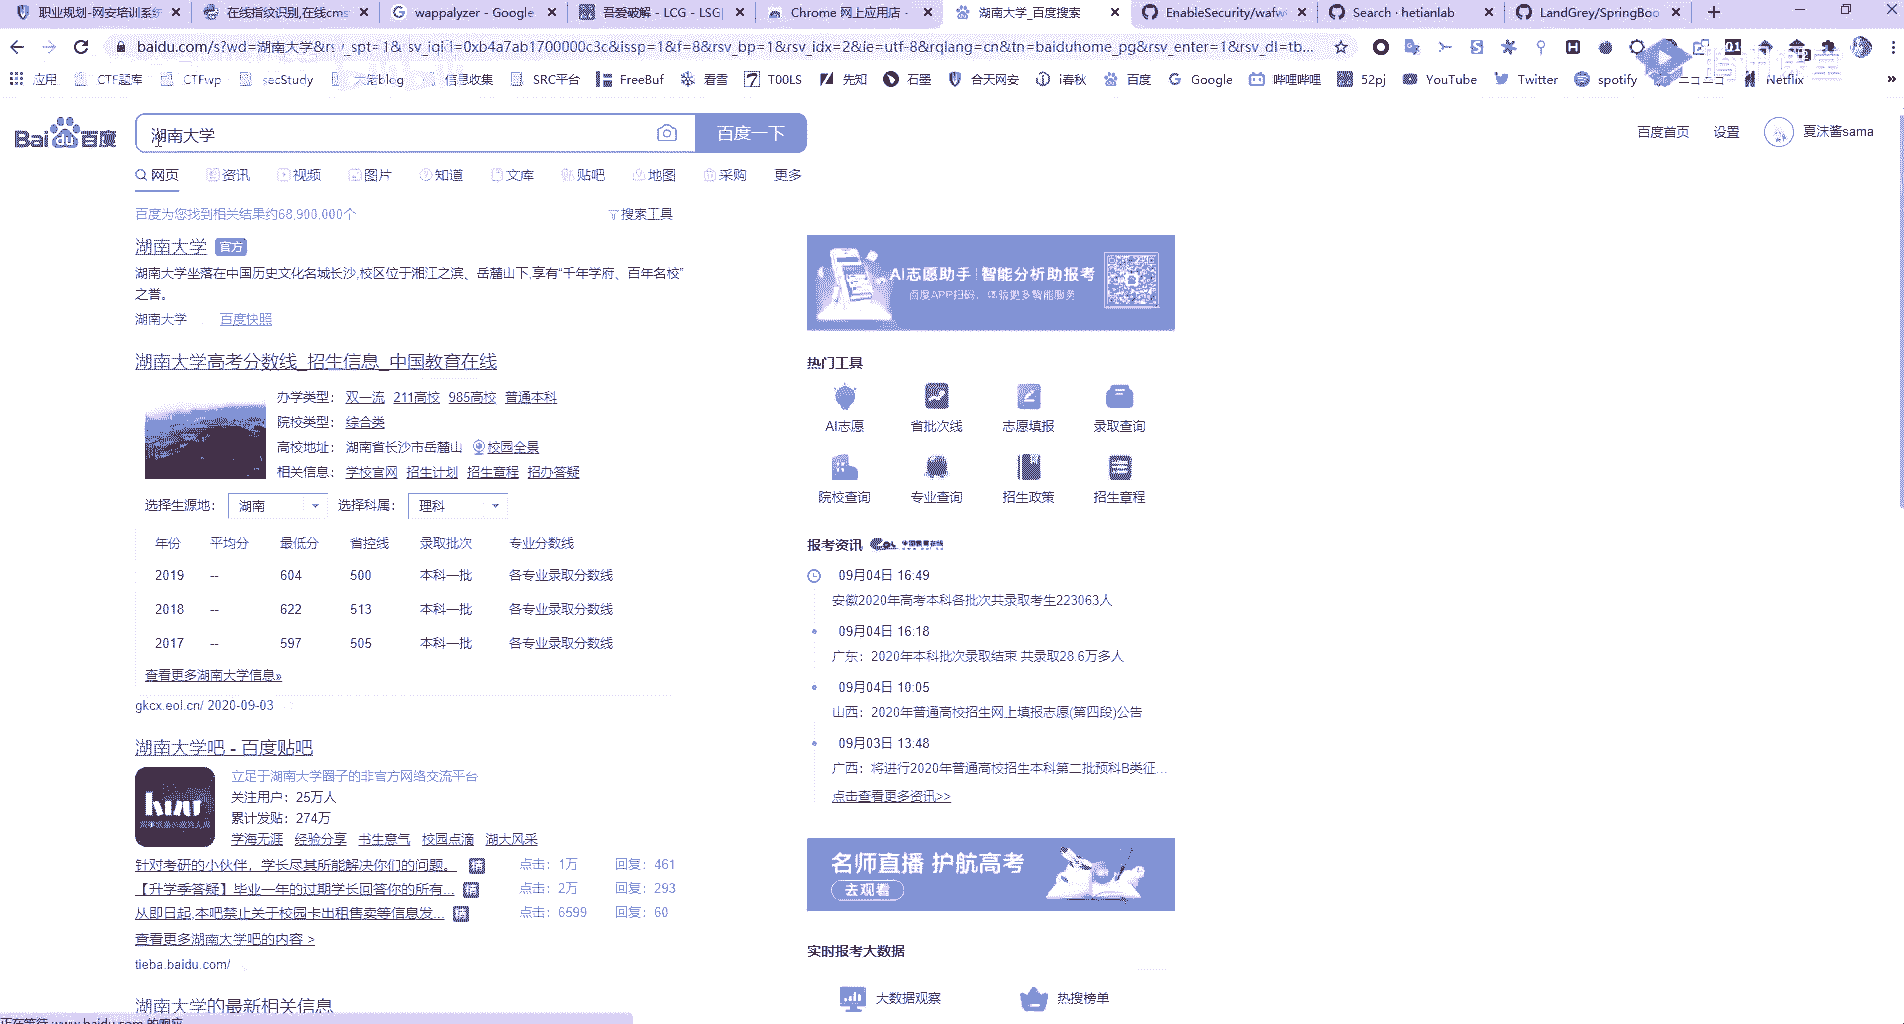 职业规划-网安培训系统
在线指纹识别,在线cms
wappalyzer - Google
吾爱破解 - LCG - LSG
Chrome 网上应用店 -
湖南大学_百度搜索
EnableSecurity/wafw
Search · hetianlab
LandGrey/SpringBoo
baidu.com/s?wd=湖南大学&rsv_spt=1&rsv_iqid=0xb4a7ab1700000c3c&issp=1&f=8&rsv_bp=1&rsv_idx=2&ie=utf-8&rqlang=cn&tn=baiduhome_pg&rsv_enter=1&rsv_dl=tb...
应用 CTF题库 CTFwp secStudy 大佬blog 信息收集 SRC平台 FreeBuf 看雪 T00LS 先知 石墨 合天网安 i春秋 百度 Google 哔哩哔哩 52pj YouTube Twitter spotify ニコニコ Netflix »
Bai du 百度
湖南大学
百度一下
百度首页 设置 夏沫酱sama
网页 资讯 视频 图片 知道 文库 贴吧 地图 采购 更多
百度为您找到相关结果约68,900,000个
搜索工具
湖南大学 官方
湖南大学坐落在中国历史文化名城长沙,校区位于湘江之滨、岳麓山下,享有“千年学府、百年名校”
之誉。
湖南大学 百度快照
湖南大学高考分数线_招生信息_中国教育在线
办学类型： 双一流 211高校 985高校 普通本科
院校类型： 综合类
高校地址： 湖南省长沙市岳麓山 校园全景
相关信息： 学校官网 招生计划 招生章程 招办答疑
选择生源地： 湖南 选择科属： 理科
年份 平均分 最低分 省控线 录取批次 专业分数线
2019 -- 604 500 本科一批 各专业录取分数线
2018 -- 622 513 本科一批 各专业录取分数线
2017 -- 597 505 本科一批 各专业录取分数线
查看更多湖南大学信息»
gkcx.eol.cn/ 2020-09-03
湖南大学吧 - 百度贴吧
立足于湖南大学圈子的非官方网络交流平台
关注用户：25万人
累计发贴：274万
学海无涯 经验分享 书生意气 校园点滴 湖大风采
针对考研的小伙伴，学长尽其所能解决你们的问题。 精 点击：1万 回复：461
【升学季答疑】毕业一年的过期学长回答你的所有... 精 点击：2万 回复：293
从即日起,本吧禁止关于校园卡出租售卖等信息发... 精 点击：6599 回复：60
查看更多湖南大学吧的内容 >
tieba.baidu.com/
湖南大学的最新相关信息
正在等待 www.baidu.com 的响应
AI志愿助手 智能分析助报考
百度APP扫码，体验更多智能服务
热门工具
AI志愿 省批次线 志愿填报 录取查询
院校查询 专业查询 招生政策 招生章程
报考资讯 中国教育在线
09月04日 16:49
安徽2020年高考本科各批次共录取考生223063人
09月04日 16:18
广东：2020年本科批次录取结束 共录取28.6万多人
09月04日 10:05
山西：2020年普通高校招生网上填报志愿(第四段)公告
09月03日 13:48
广西：将进行2020年普通高校招生本科第二批预科B类征...
点击查看更多资讯>>
名师直播 护航高考
去观看
实时报考大数据
大数据观察 热搜榜单